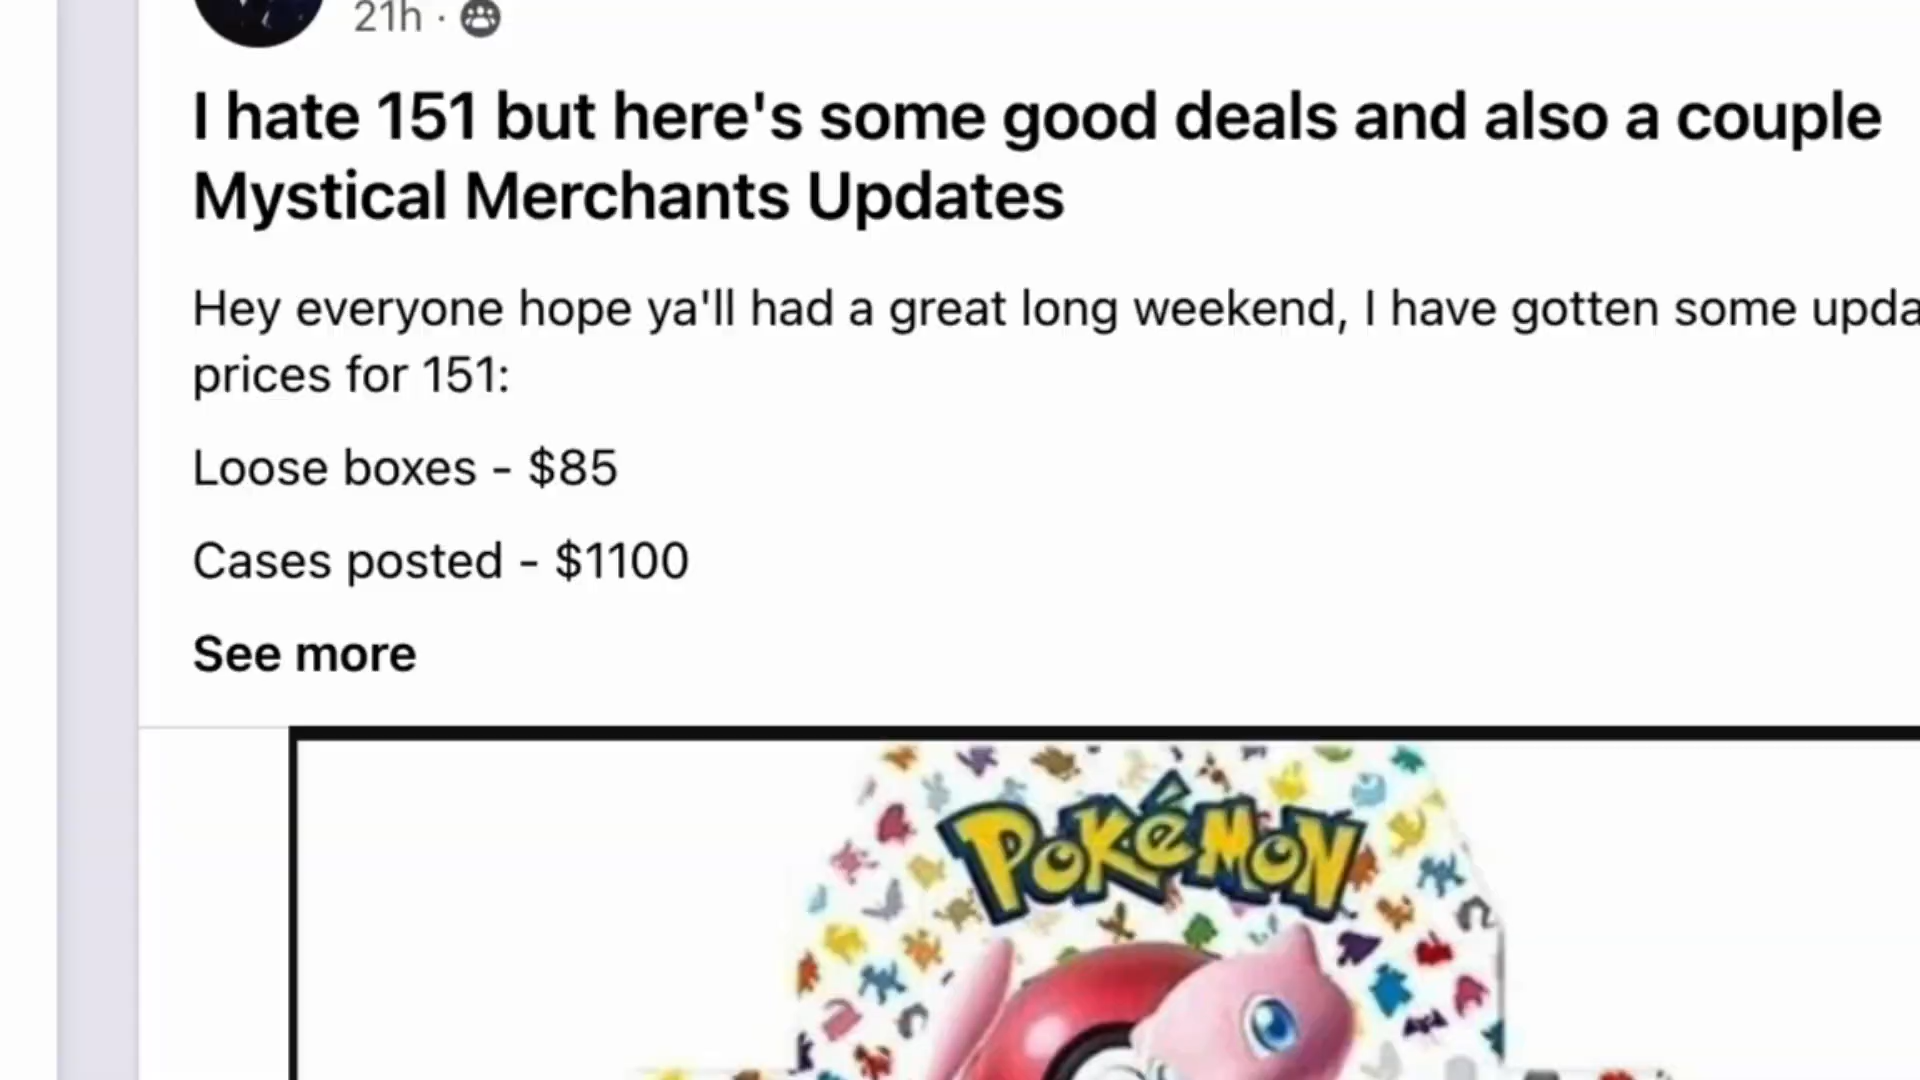 21h ·
I hate 151 but here's some good deals and also a couple
Mystical Merchants Updates
Hey everyone hope ya'll had a great long weekend, I have gotten some upda
prices for 151:
Loose boxes - $85
Cases posted - $1100
See more
POKéMON